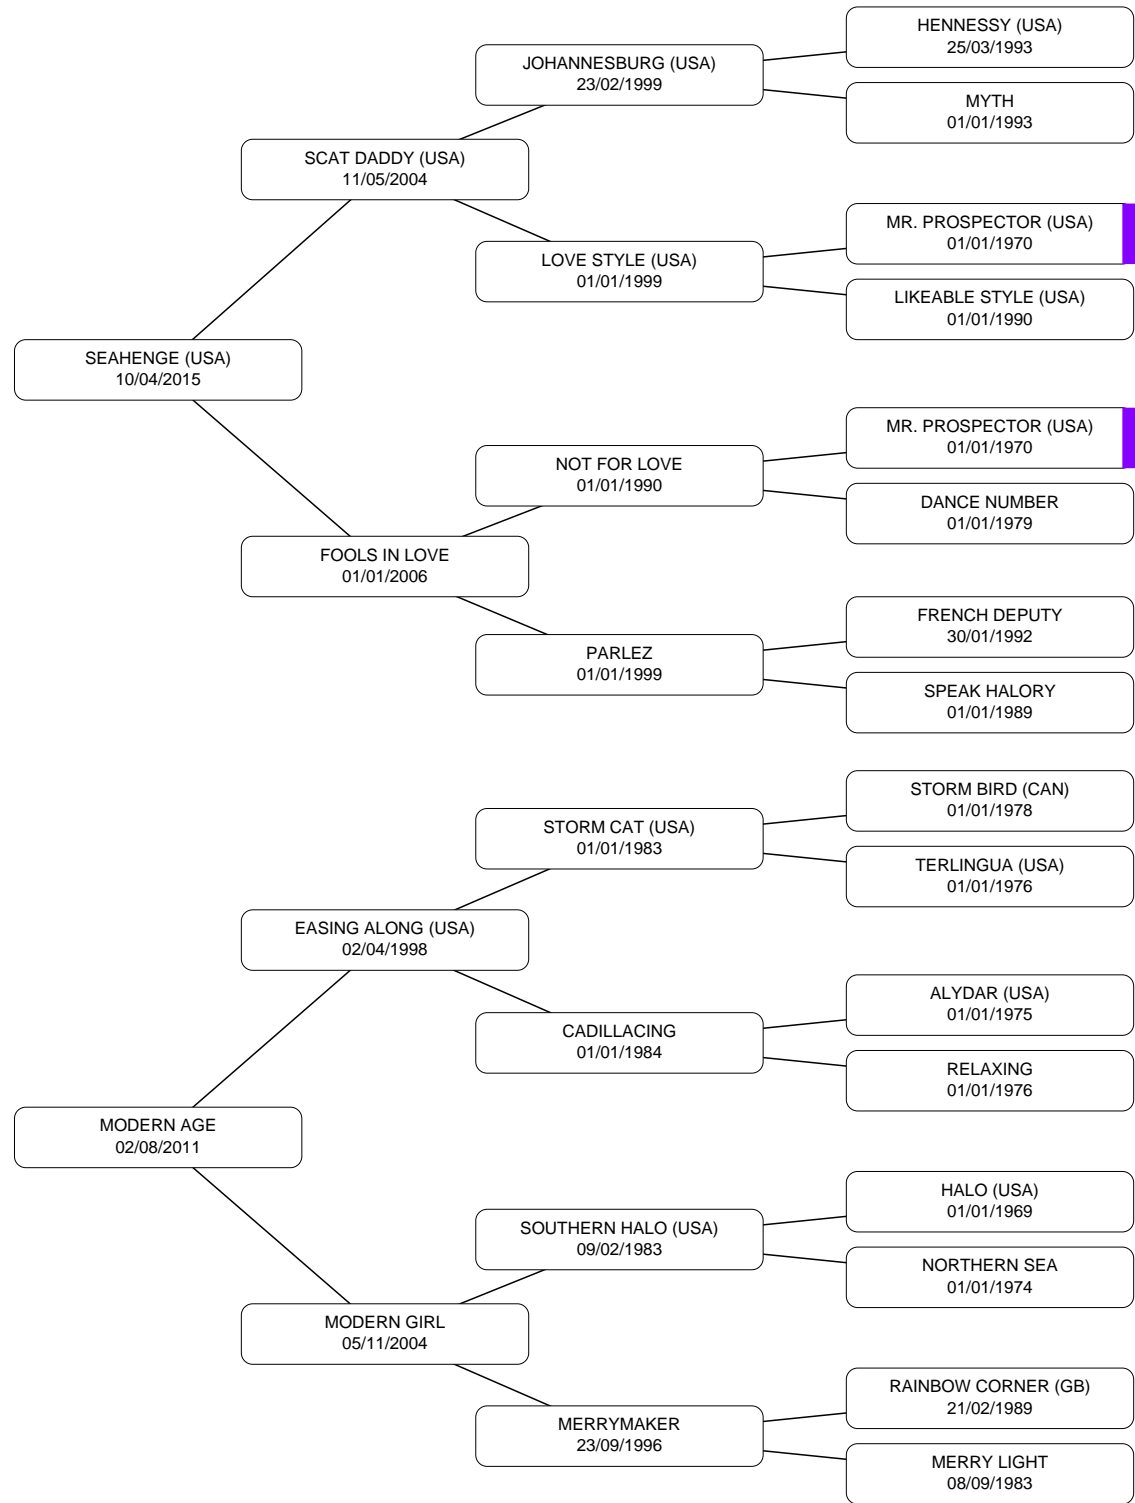 HENNESSY (USA)
25/03/1993
JOHANNESBURG (USA)
23/02/1999
MYTH
01/01/1993
SCAT DADDY (USA)
11/05/2004
MR. PROSPECTOR (USA)
01/01/1970
LOVE STYLE (USA)
01/01/1999
LIKEABLE STYLE (USA)
01/01/1990
SEAHENGE (USA)
10/04/2015
MR. PROSPECTOR (USA)
01/01/1970
NOT FOR LOVE
01/01/1990
DANCE NUMBER
01/01/1979
FOOLS IN LOVE
01/01/2006
FRENCH DEPUTY
30/01/1992
PARLEZ
01/01/1999
SPEAK HALORY
01/01/1989
STORM BIRD (CAN)
01/01/1978
STORM CAT (USA)
01/01/1983
TERLINGUA (USA)
01/01/1976
EASING ALONG (USA)
02/04/1998
ALYDAR (USA)
01/01/1975
CADILLACING
01/01/1984
RELAXING
01/01/1976
MODERN AGE
02/08/2011
HALO (USA)
01/01/1969
SOUTHERN HALO (USA)
09/02/1983
NORTHERN SEA
01/01/1974
MODERN GIRL
05/11/2004
RAINBOW CORNER (GB)
21/02/1989
MERRYMAKER
23/09/1996
MERRY LIGHT
08/09/1983